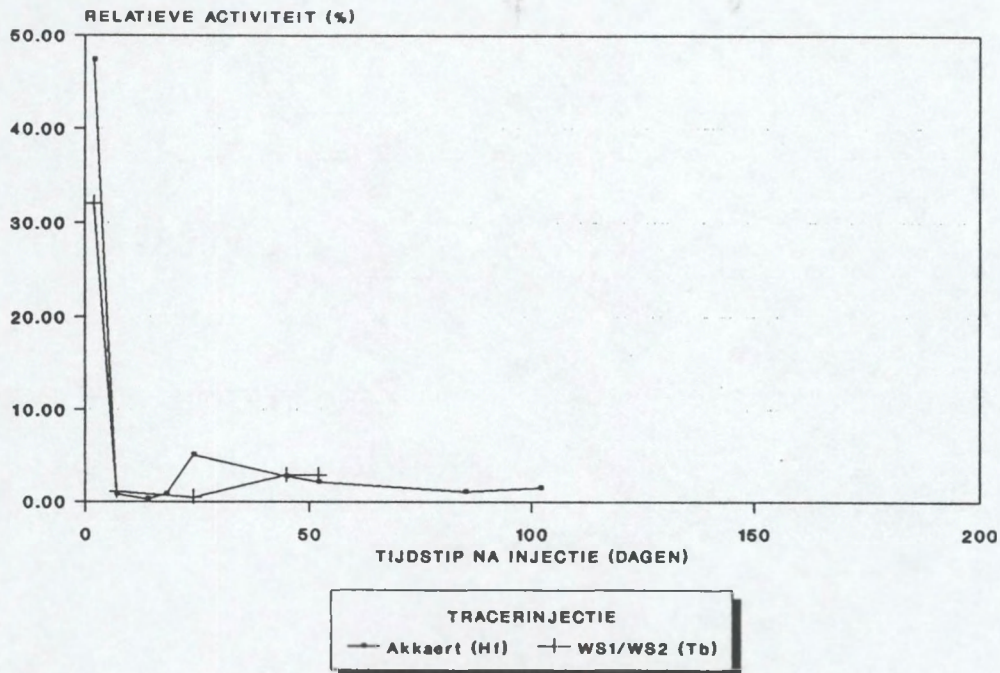 RELATIEVE ACTIVITEIT (%)
50.00
40.00
30.00
20.00
10.00
0.00
0 50 100 150 200
TIJDSTIP NA INJECTIE (DAGEN)
TRACERINJECTIE
Akkaert (Hf) WS1/WS2 (Tb)